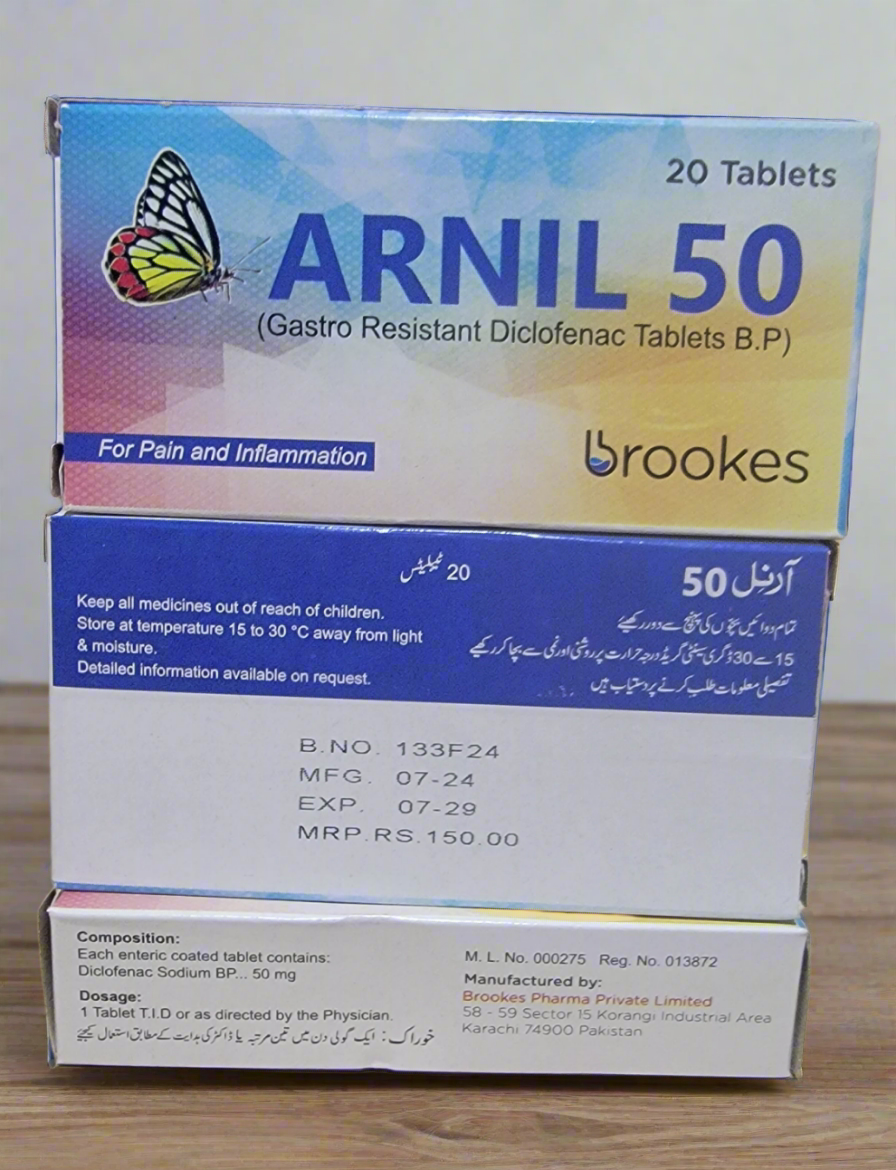 20 Tablets
ARNIL 50
(Gastro Resistant Diclofenac Tablets B.P)
For Pain and Inflammation
brookes
20 ٹیبلیٹس
آرنل 50
Keep all medicines out of reach of children.
Store at temperature 15 to 30 °C away from light
& moisture.
Detailed information available on request.
تمام دوائیں بچوں کی پہنچ سے دور رکھیئے
15 سے 30 ڈگری سینٹی گریڈ درجہ حرارت پر روشنی اور نمی سے بچا کر رکھیے
تفصیلی معلومات طلب کرنے پر دستیاب ہیں
B.NO. 133F24
MFG. 07-24
EXP. 07-29
MRP.RS.150.00
Composition:
Each enteric coated tablet contains:
Diclofenac Sodium BP... 50 mg
Dosage:
1 Tablet T.I.D or as directed by the Physician.
خوراک: ایک گولی دن میں تین مرتبہ یا ڈاکٹر کی ہدایت کے مطابق استعمال کیجئے
M. L. No. 000275 Reg. No. 013872
Manufactured by:
Brookes Pharma Private Limited
58 - 59 Sector 15 Korangi Industrial Area
Karachi 74900 Pakistan